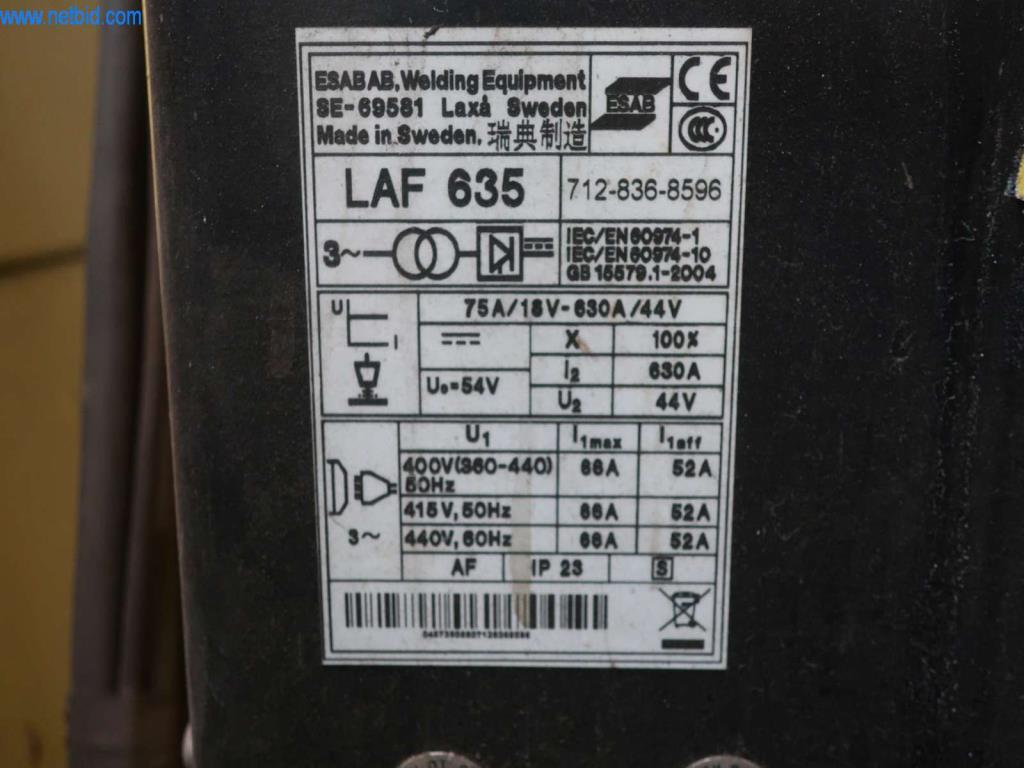 www.netbid.com
ESAB AB, Welding Equipment
SE-69581 Laxå Sweden
Made in Sweden, 瑞典制造
ESAB
CE
CCC
LAF 635
712-836-8596
3~
IEC/EN 60974-1
IEC/EN 60974-10
GB 15579.1-2004
U
I
75A/18V-630A/44V
X 100%
U₀=54V
I₂ 630A
U₂ 44V
U₁ I₁max I₁eff
400V(360-440) 66A 52A
50Hz
415V, 50Hz 66A 52A
3~ 440V, 60Hz 66A 52A
AF IP 23 S